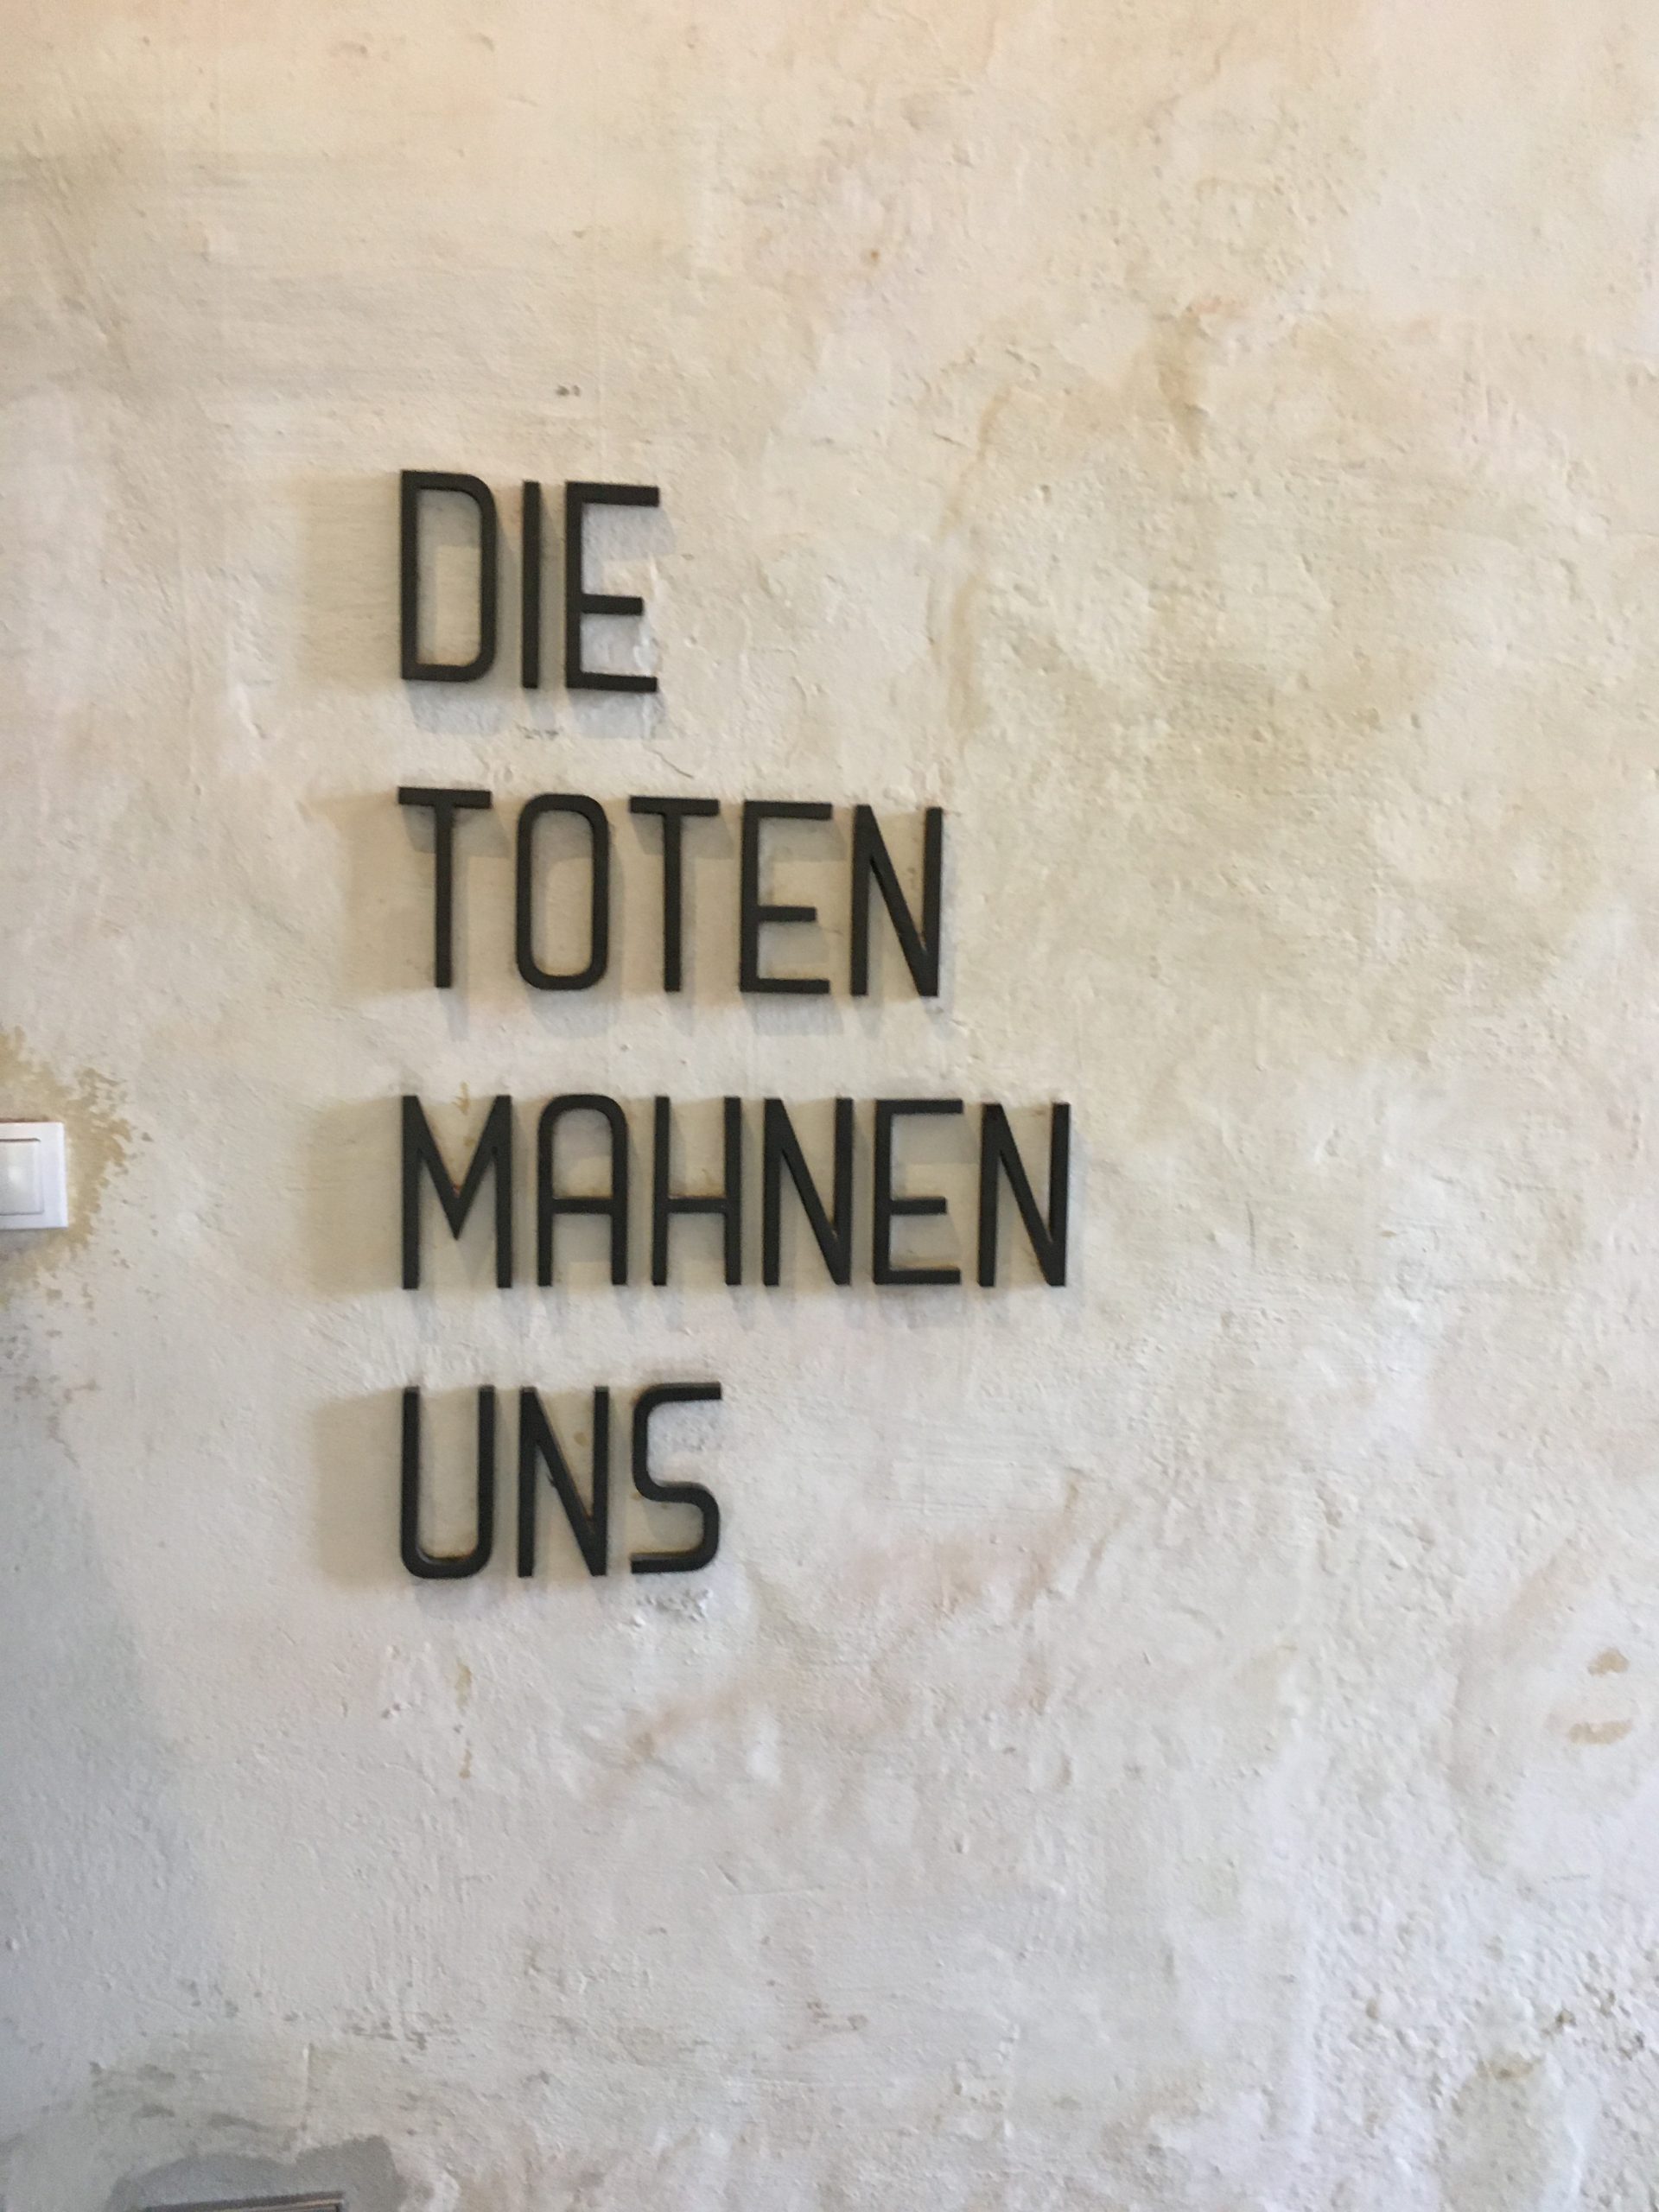 DIE
TOTEN
MAHNEN
UNS